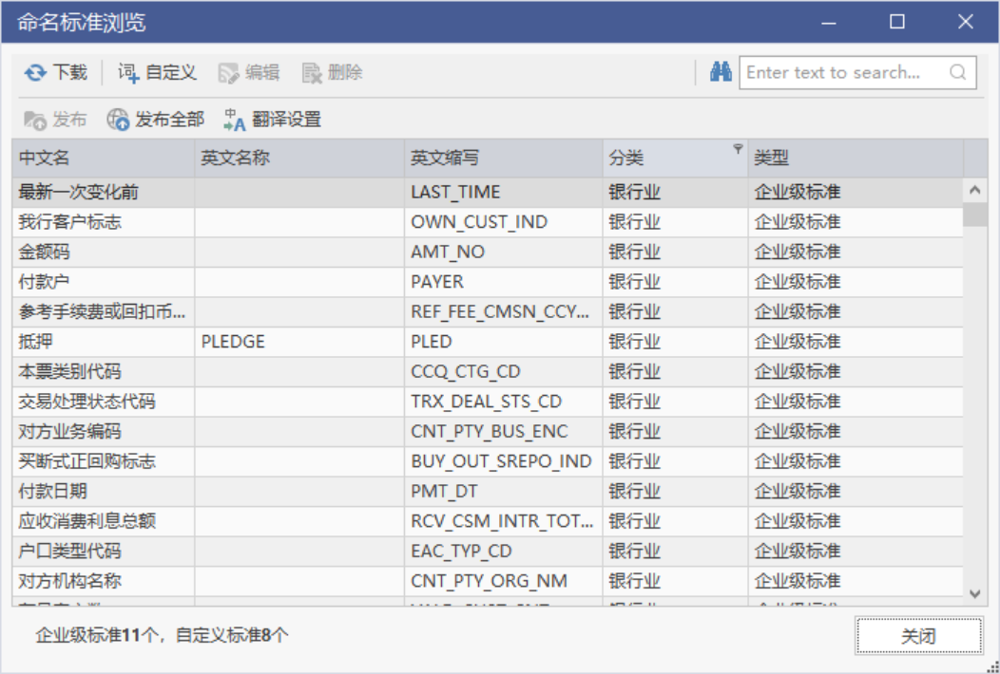 命名标准浏览
下载 自定义 编辑 删除 Enter text to search...
发布 发布全部 翻译设置
中文名 英文名称 英文缩写 分类 类型
最新一次变化前 LAST_TIME 银行业 企业级标准
我行客户标志 OWN_CUST_IND 银行业 企业级标准
金额码 AMT_NO 银行业 企业级标准
付款户 PAYER 银行业 企业级标准
参考手续费或回扣币... REF_FEE_CMSN_CCY... 银行业 企业级标准
抵押 PLEDGE PLED 银行业 企业级标准
本票类别代码 CCQ_CTG_CD 银行业 企业级标准
交易处理状态代码 TRX_DEAL_STS_CD 银行业 企业级标准
对方业务编码 CNT_PTY_BUS_ENC 银行业 企业级标准
买断式正回购标志 BUY_OUT_SREPO_IND 银行业 企业级标准
付款日期 PMT_DT 银行业 企业级标准
应收消费利息总额 RCV_CSM_INTR_TOT... 银行业 企业级标准
户口类型代码 EAC_TYP_CD 银行业 企业级标准
对方机构名称 CNT_PTY_ORG_NM 银行业 企业级标准
企业级标准11个，自定义标准8个
关闭